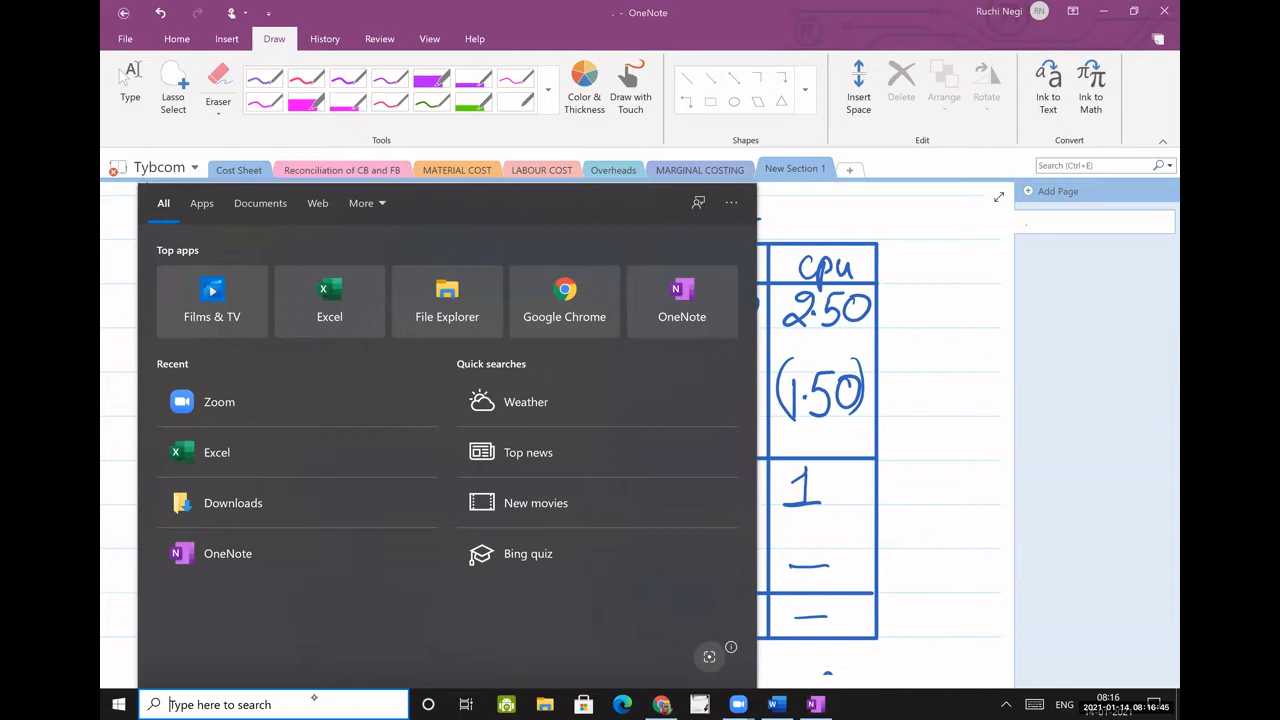 . - OneNote
Ruchi Negi
RN
File
Home
Insert
Draw
History
Review
View
Help
Type
Lasso Select
Eraser
Color & Thickness
Draw with Touch
Insert Space
Delete
Arrange
Rotate
Ink to Text
Ink to Math
Tools
Shapes
Edit
Convert
Tybcom
Cost Sheet
Reconciliation of CB and FB
MATERIAL COST
LABOUR COST
Overheads
MARGINAL COSTING
New Section 1
Search (Ctrl+E)
Add Page
.
All
Apps
Documents
Web
More
Top apps
Films & TV
Excel
File Explorer
Google Chrome
OneNote
Recent
Quick searches
Zoom
Weather
Excel
Top news
Downloads
New movies
OneNote
Bing quiz
cpu
2.50
(1.50)
1
—
—
Type here to search
ENG
08:16
2021-01-14 08:16:45